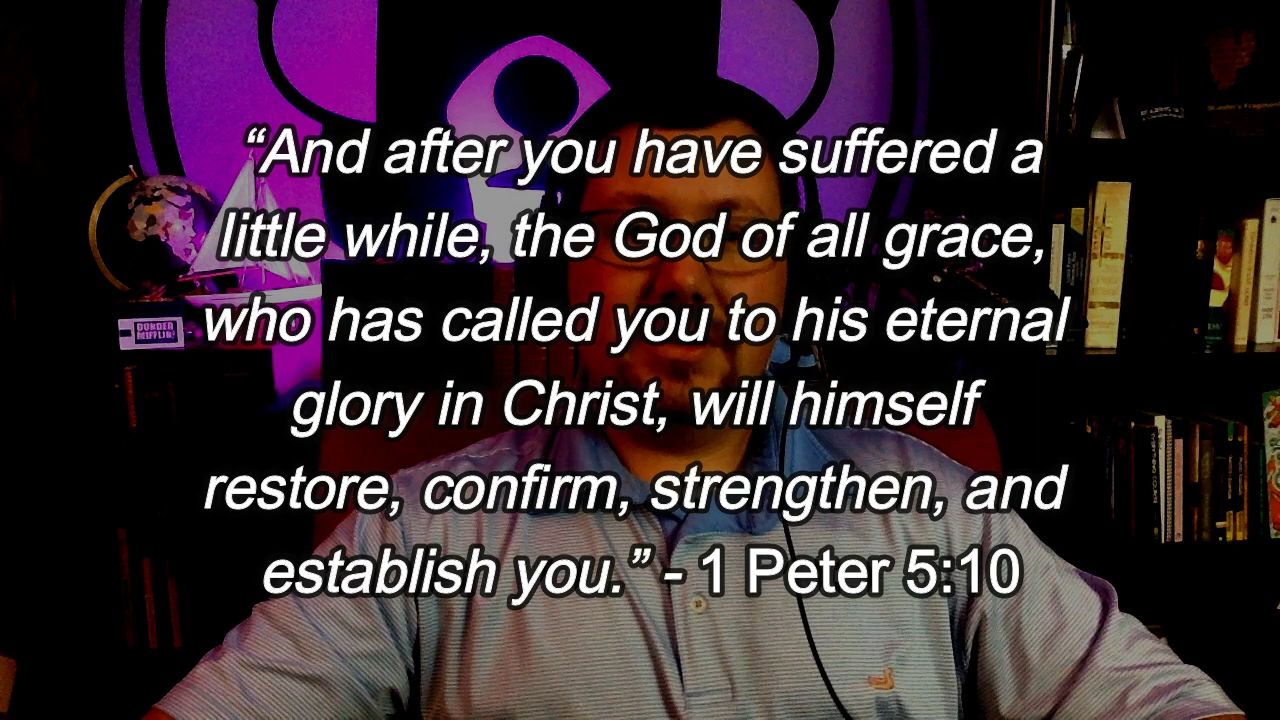 “And after you have suffered a
little while, the God of all grace,
who has called you to his eternal
glory in Christ, will himself
restore, confirm, strengthen, and
establish you.” - 1 Peter 5:10
DUNDER
MIFFLIN